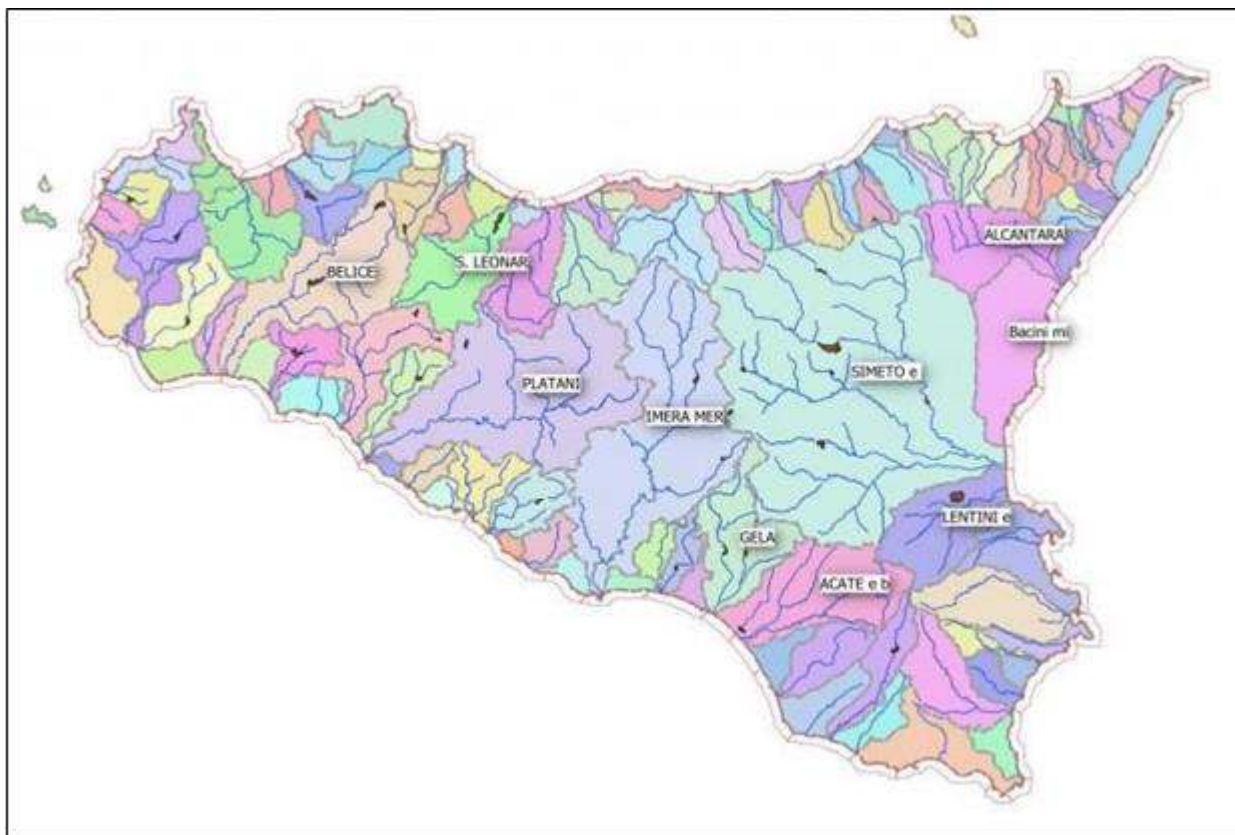 ALCANTARA
S. LEONAR
BELICE
Bacini mi
SIMETO e
PLATANI
IMERA MER
LENTINI e
GELA
ACATE e b